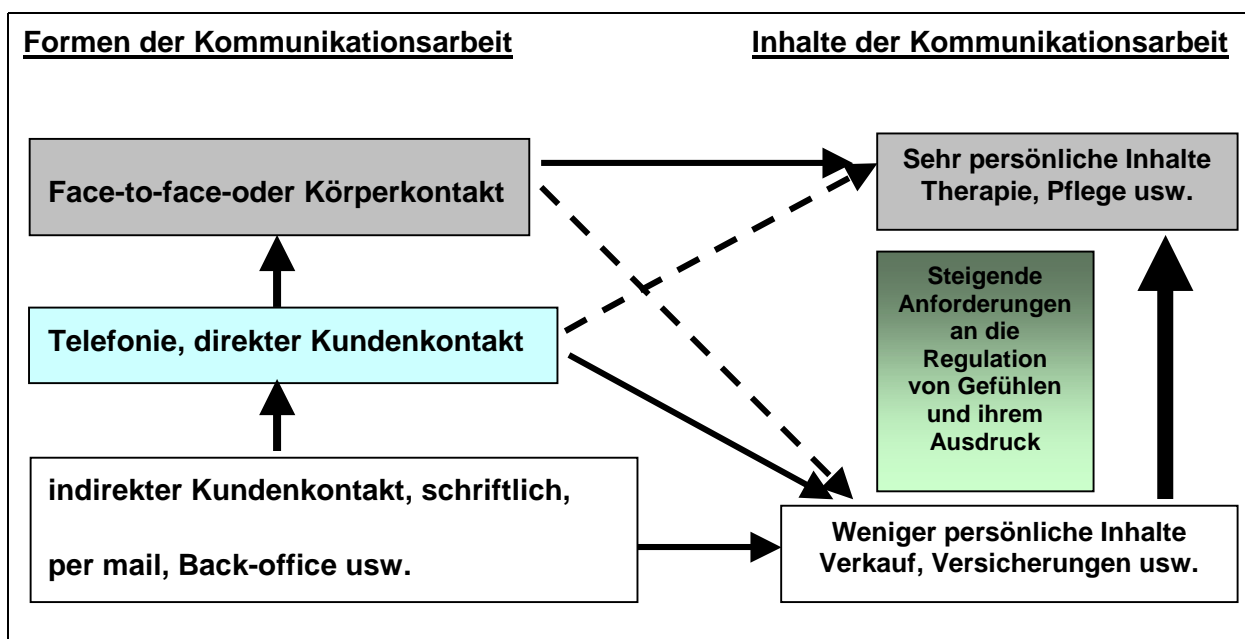 Formen der Kommunikationsarbeit
Inhalte der Kommunikationsarbeit
Face-to-face-oder Körperkontakt
Sehr persönliche Inhalte
Therapie, Pflege usw.
Telefonie, direkter Kundenkontakt
Steigende
Anforderungen
an die
Regulation
von Gefühlen
und ihrem
Ausdruck
indirekter Kundenkontakt, schriftlich,
per mail, Back-office usw.
Weniger persönliche Inhalte
Verkauf, Versicherungen usw.